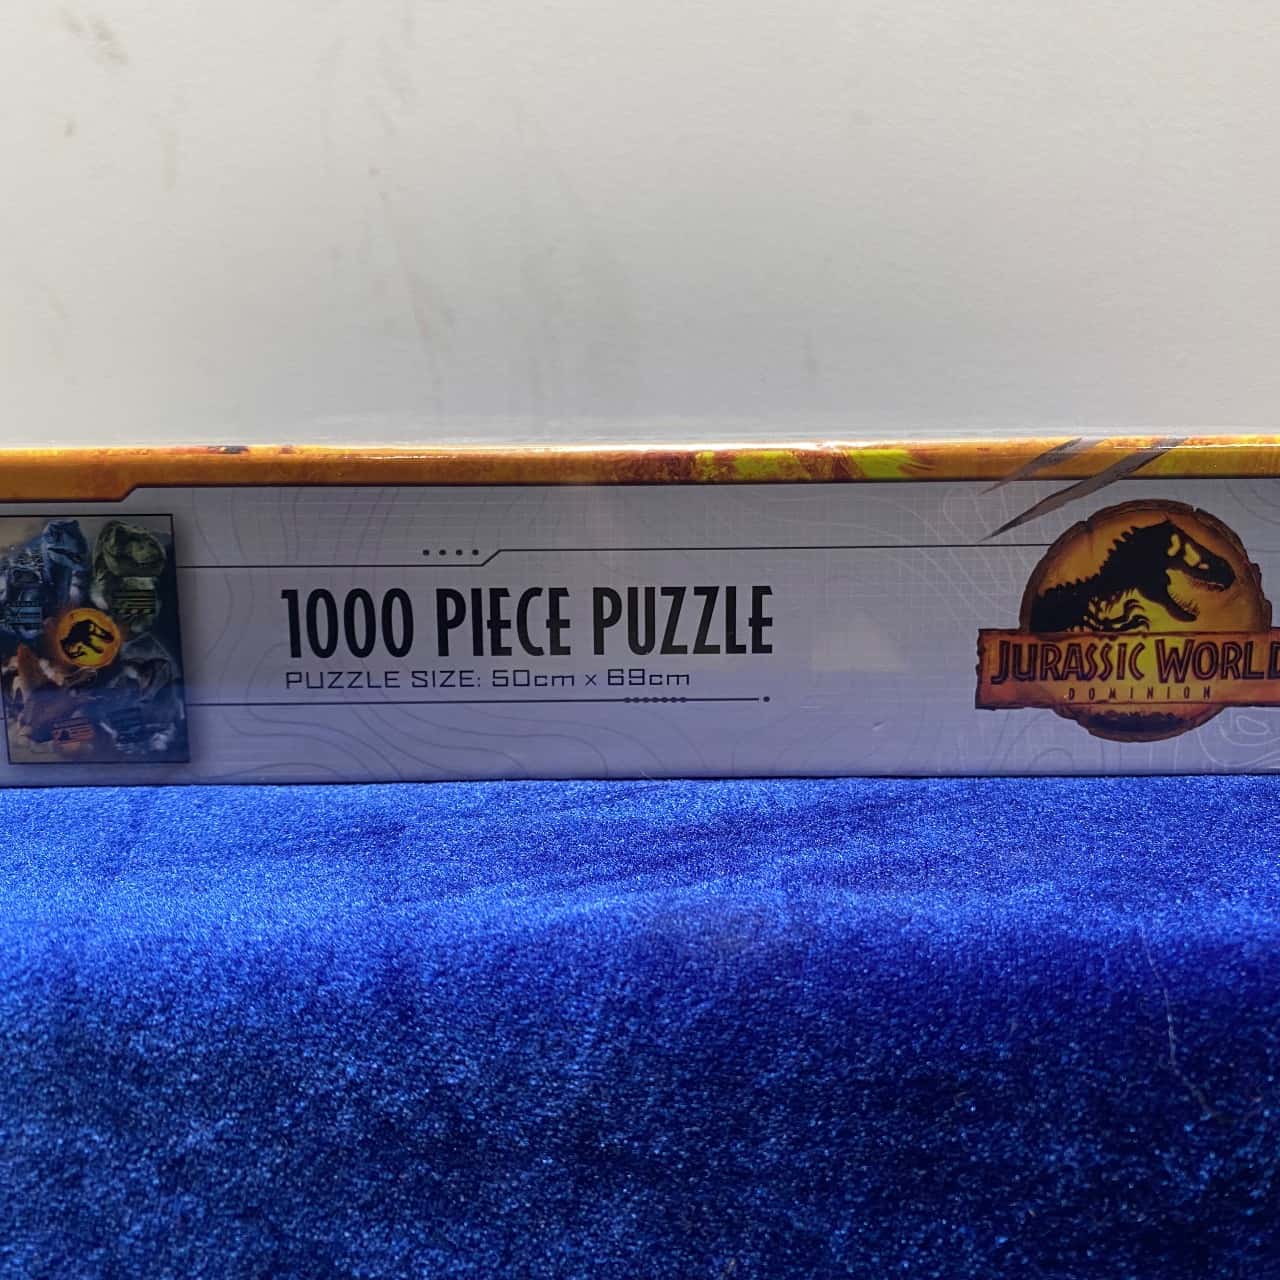 1000 PIECE PUZZLE
PUZZLE SIZE: 50cm x 69cm
JURASSIC WORLD
DOMINION